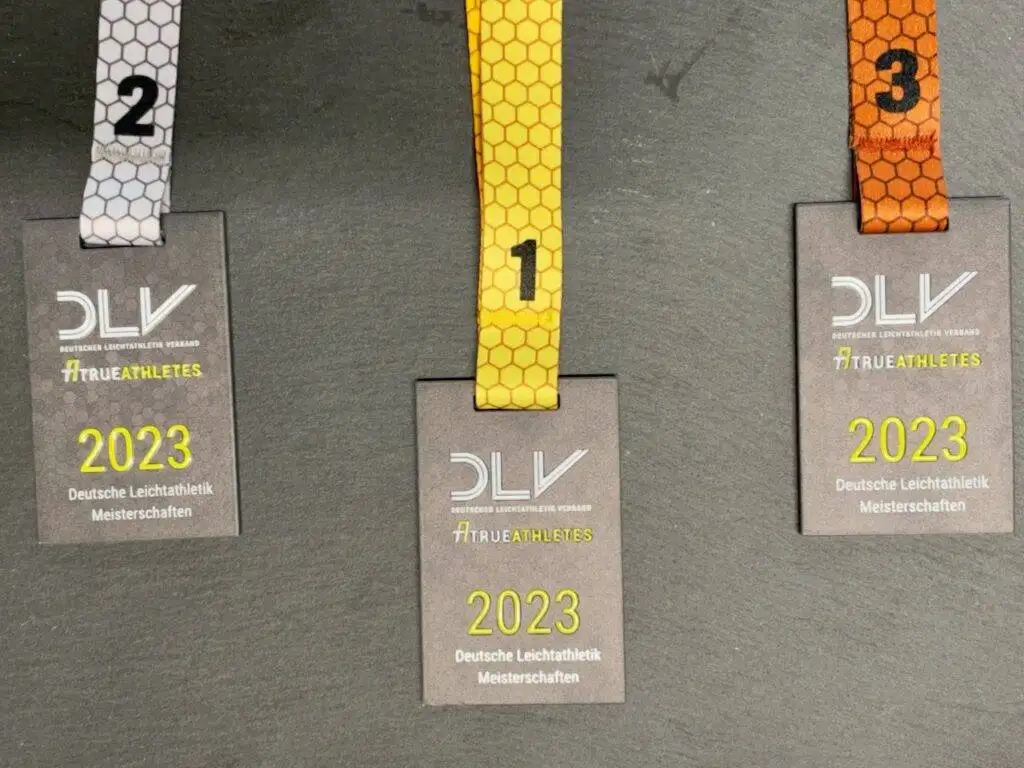 2
DLV
DEUTSCHER LEICHTATHLETIK VERBAND
TRUEATHLETES
2023
Deutsche Leichtathletik
Meisterschaften
1
DLV
DEUTSCHER LEICHTATHLETIK VERBAND
TRUEATHLETES
2023
Deutsche Leichtathletik
Meisterschaften
3
DLV
DEUTSCHER LEICHTATHLETIK VERBAND
TRUEATHLETES
2023
Deutsche Leichtathletik
Meisterschaften